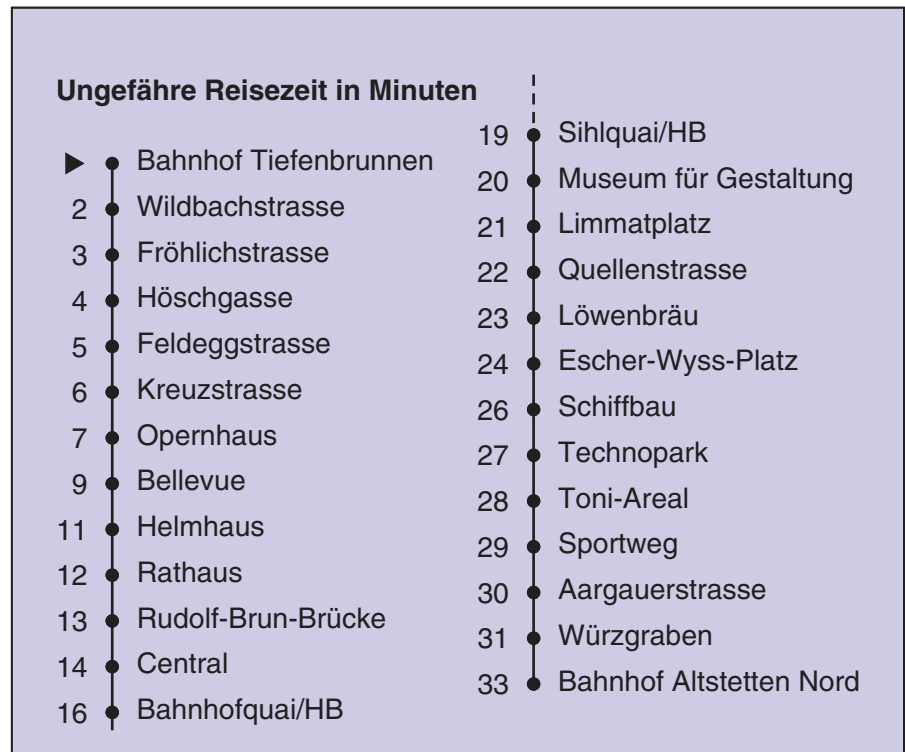 Ungefähre Reisezeit in Minuten
▶ Bahnhof Tiefenbrunnen
2 Wildbachstrasse
3 Fröhlichstrasse
4 Höschgasse
5 Feldeggstrasse
6 Kreuzstrasse
7 Opernhaus
9 Bellevue
11 Helmhaus
12 Rathaus
13 Rudolf-Brun-Brücke
14 Central
16 Bahnhofquai/HB
19 Sihlquai/HB
20 Museum für Gestaltung
21 Limmatplatz
22 Quellenstrasse
23 Löwenbräu
24 Escher-Wyss-Platz
26 Schiffbau
27 Technopark
28 Toni-Areal
29 Sportweg
30 Aargauerstrasse
31 Würzgraben
33 Bahnhof Altstetten Nord